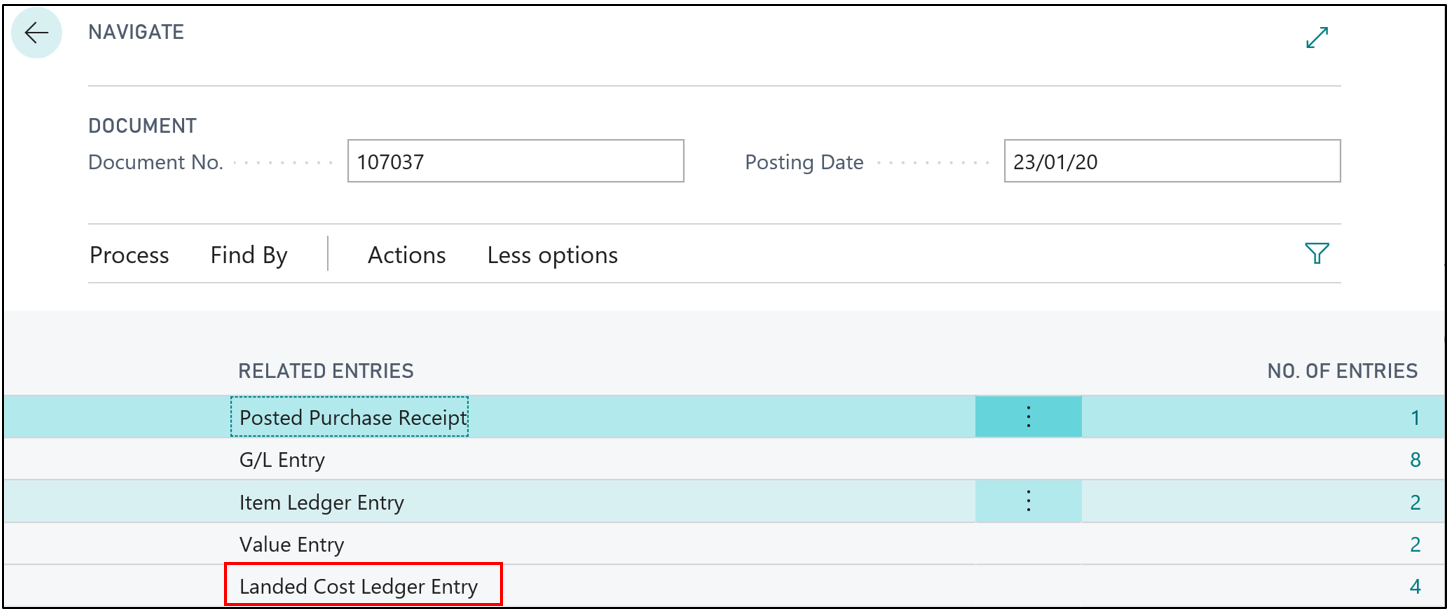 NAVIGATE
DOCUMENT
Document No. 107037 Posting Date 23/01/20
Process Find By Actions Less options
RELATED ENTRIES NO. OF ENTRIES
Posted Purchase Receipt 1
G/L Entry 8
Item Ledger Entry 2
Value Entry 2
Landed Cost Ledger Entry 4